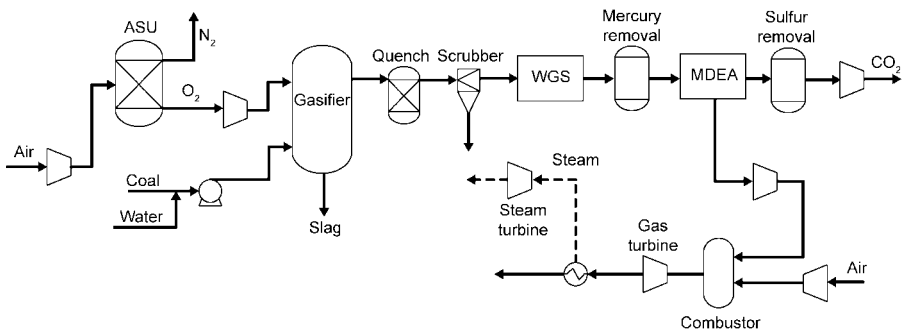 ASU
N2
O2
Air
Coal
Water
Gasifier
Slag
Quench
Scrubber
WGS
Mercury
removal
MDEA
Sulfur
removal
CO2
Steam
Steam
turbine
Gas
turbine
Air
Combustor